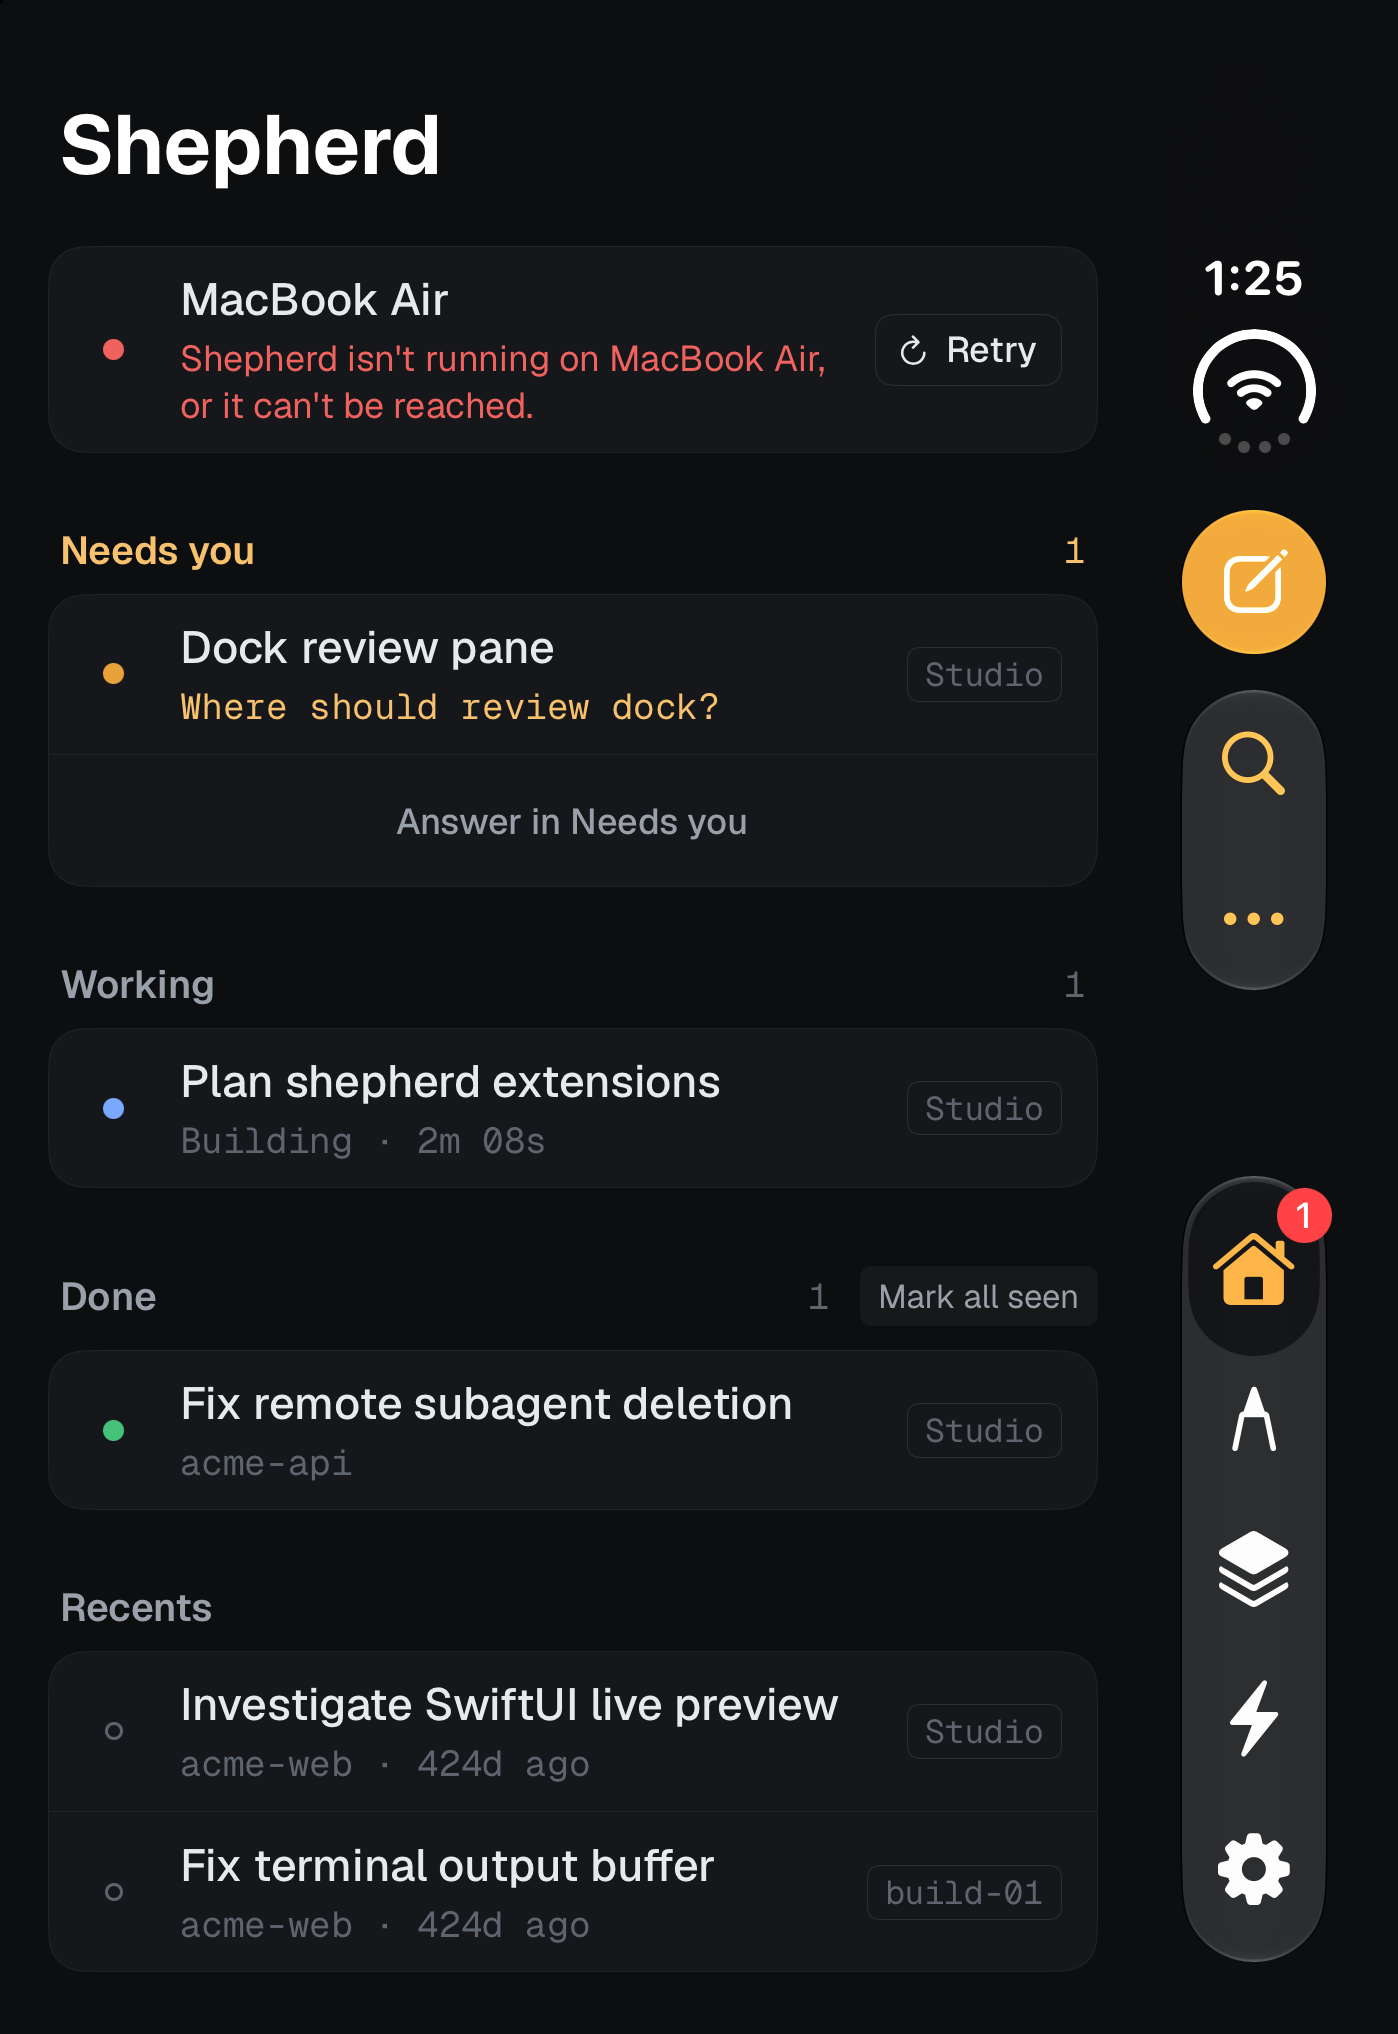 Shepherd
MacBook Air
Shepherd isn't running on MacBook Air,
or it can't be reached.
Retry
1:25
Needs you
1
Dock review pane
Where should review dock?
Studio
Answer in Needs you
Working
1
Plan shepherd extensions
Building · 2m 08s
Studio
1
Done
1
Mark all seen
Fix remote subagent deletion
acme-api
Studio
Recents
Investigate SwiftUI live preview
acme-web · 424d ago
Studio
Fix terminal output buffer
acme-web · 424d ago
build-01